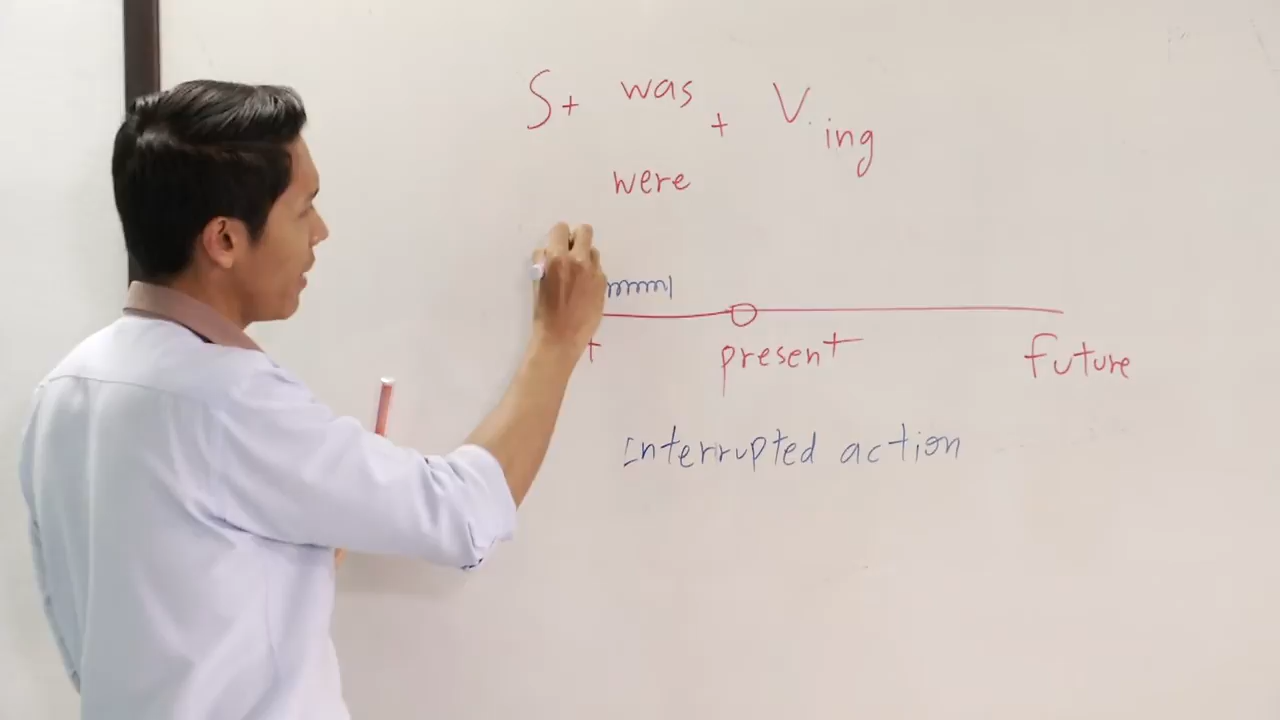 S+ was + V.ing
were
present future
interrupted action